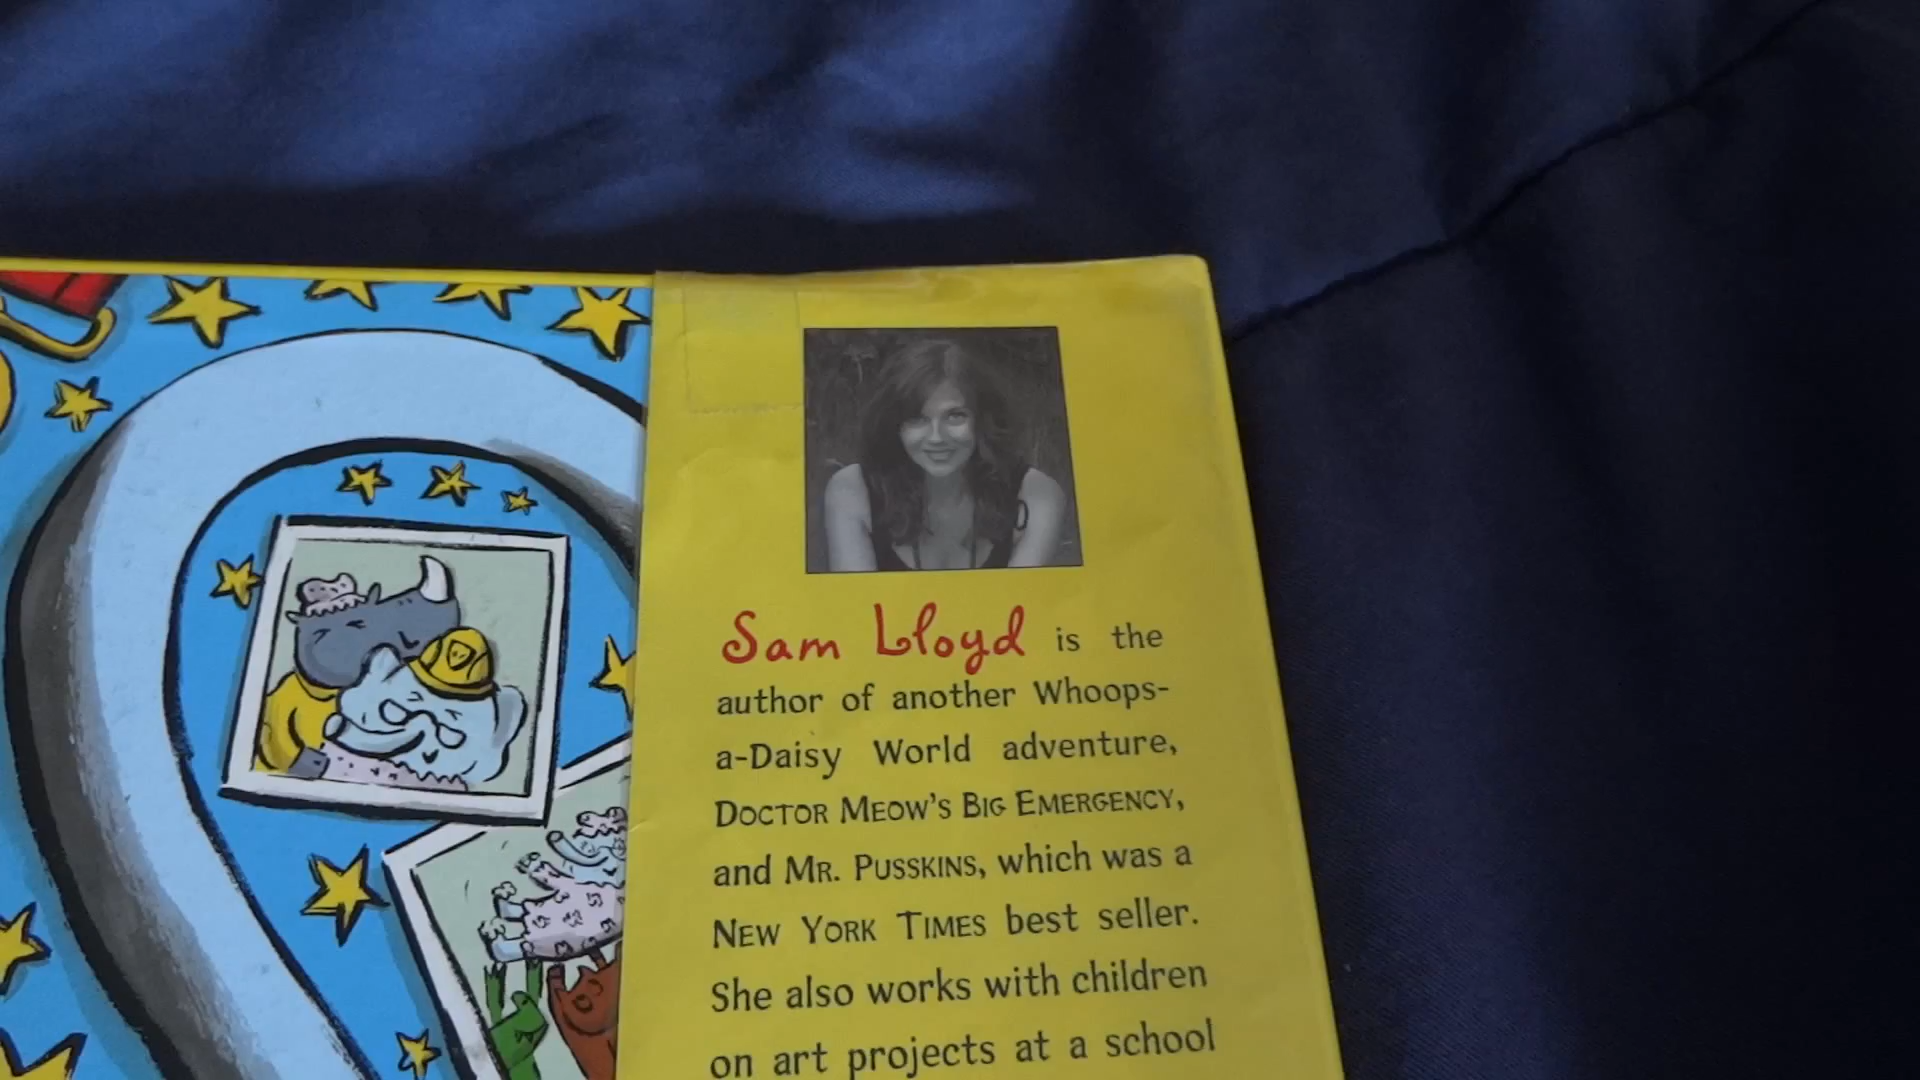 Sam Lloyd is the
author of another Whoops-
a-Daisy World adventure,
DOCTOR MEOW'S BIG EMERGENCY,
and MR. PUSSKINS, which was a
NEW YORK TIMES best seller.
She also works with children
on art projects at a school